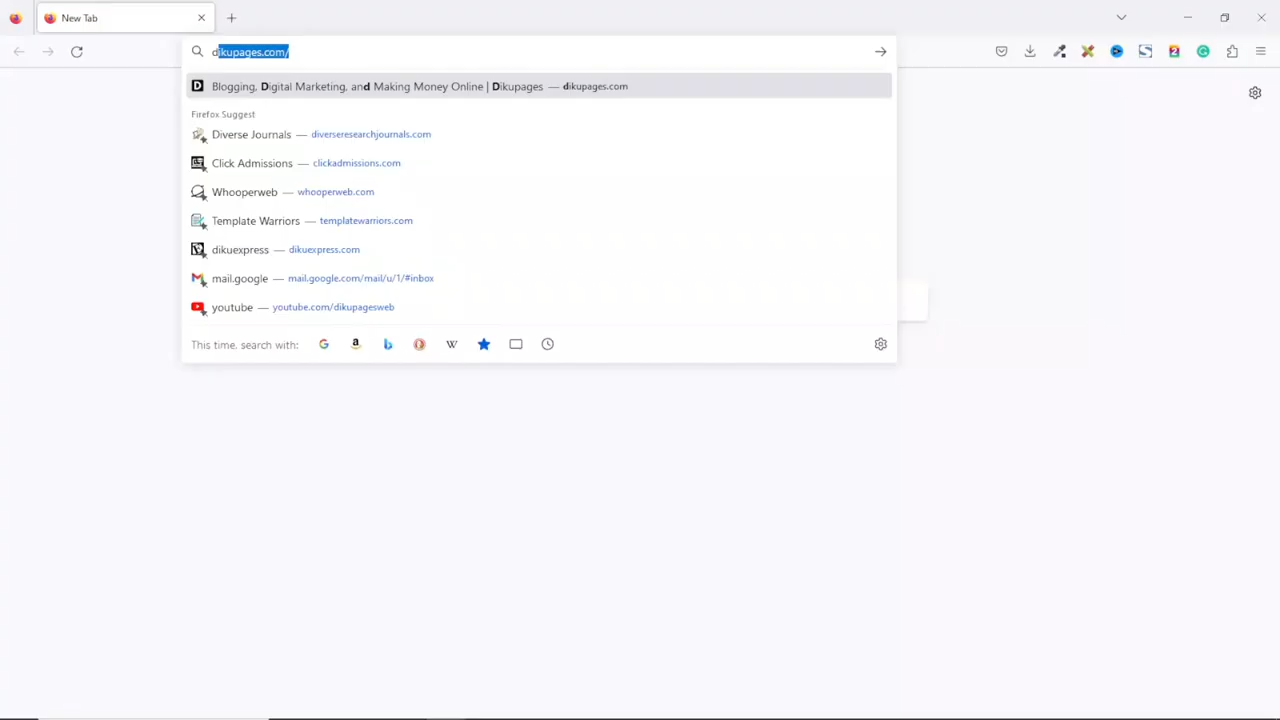 New Tab
dikupages.com/
Blogging, Digital Marketing, and Making Money Online | Dikupages — dikupages.com
Firefox Suggest
Diverse Journals — diverseresearchjournals.com
Click Admissions — clickadmissions.com
Whooperweb — whooperweb.com
Template Warriors — templatewarriors.com
dikuexpress — dikuexpress.com
mail.google — mail.google.com/mail/u/1/#inbox
youtube — youtube.com/dikupagesweb
This time, search with: